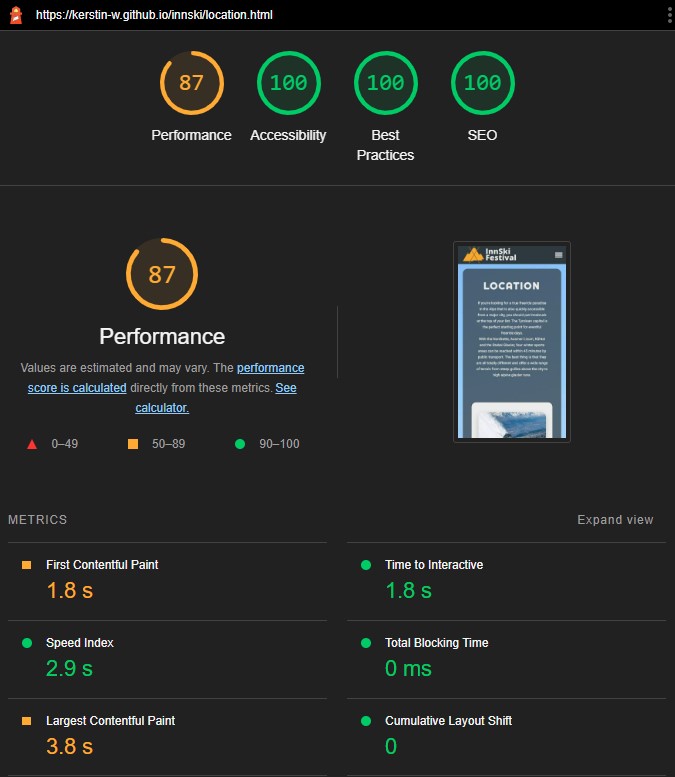 https://kerstin-w.github.io/innski/location.html
87
100
100
100
Performance
Accessibility
Best
Practices
SEO
87
Performance
Values are estimated and may vary. The performance
score is calculated directly from these metrics. See
calculator.
0–49
50–89
90–100
InnSki
Festival
LOCATION
METRICS
Expand view
First Contentful Paint
1.8 s
Time to Interactive
1.8 s
Speed Index
2.9 s
Total Blocking Time
0 ms
Largest Contentful Paint
3.8 s
Cumulative Layout Shift
0